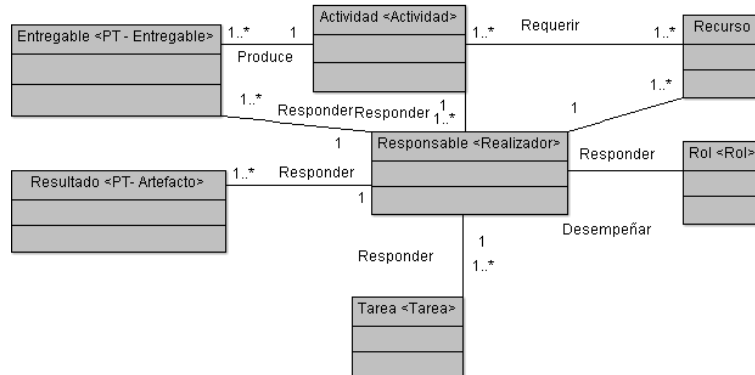 Entregable <PT - Entregable>
1..*
1
Produce
Actividad <Actividad>
1..*
Requerir
1..*
Recurso
1..*
Responder
Responder
1
1..*
1
1..*
1
Responsable <Realizador>
Responder
Rol <Rol>
Resultado <PT- Artefacto>
1..*
Responder
1
Desempeñar
Responder
1
1..*
Tarea <Tarea>